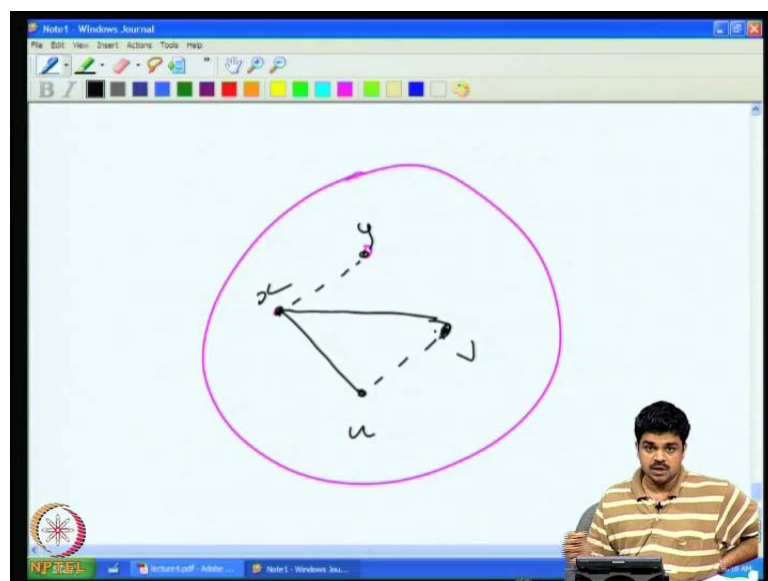 Note1 - Windows Journal
File Edit View Insert Actions Tools Help
B I
y
x
v
u
NPTEL
lecture4.pdf - Adobe ...
Note1 - Windows Jou...